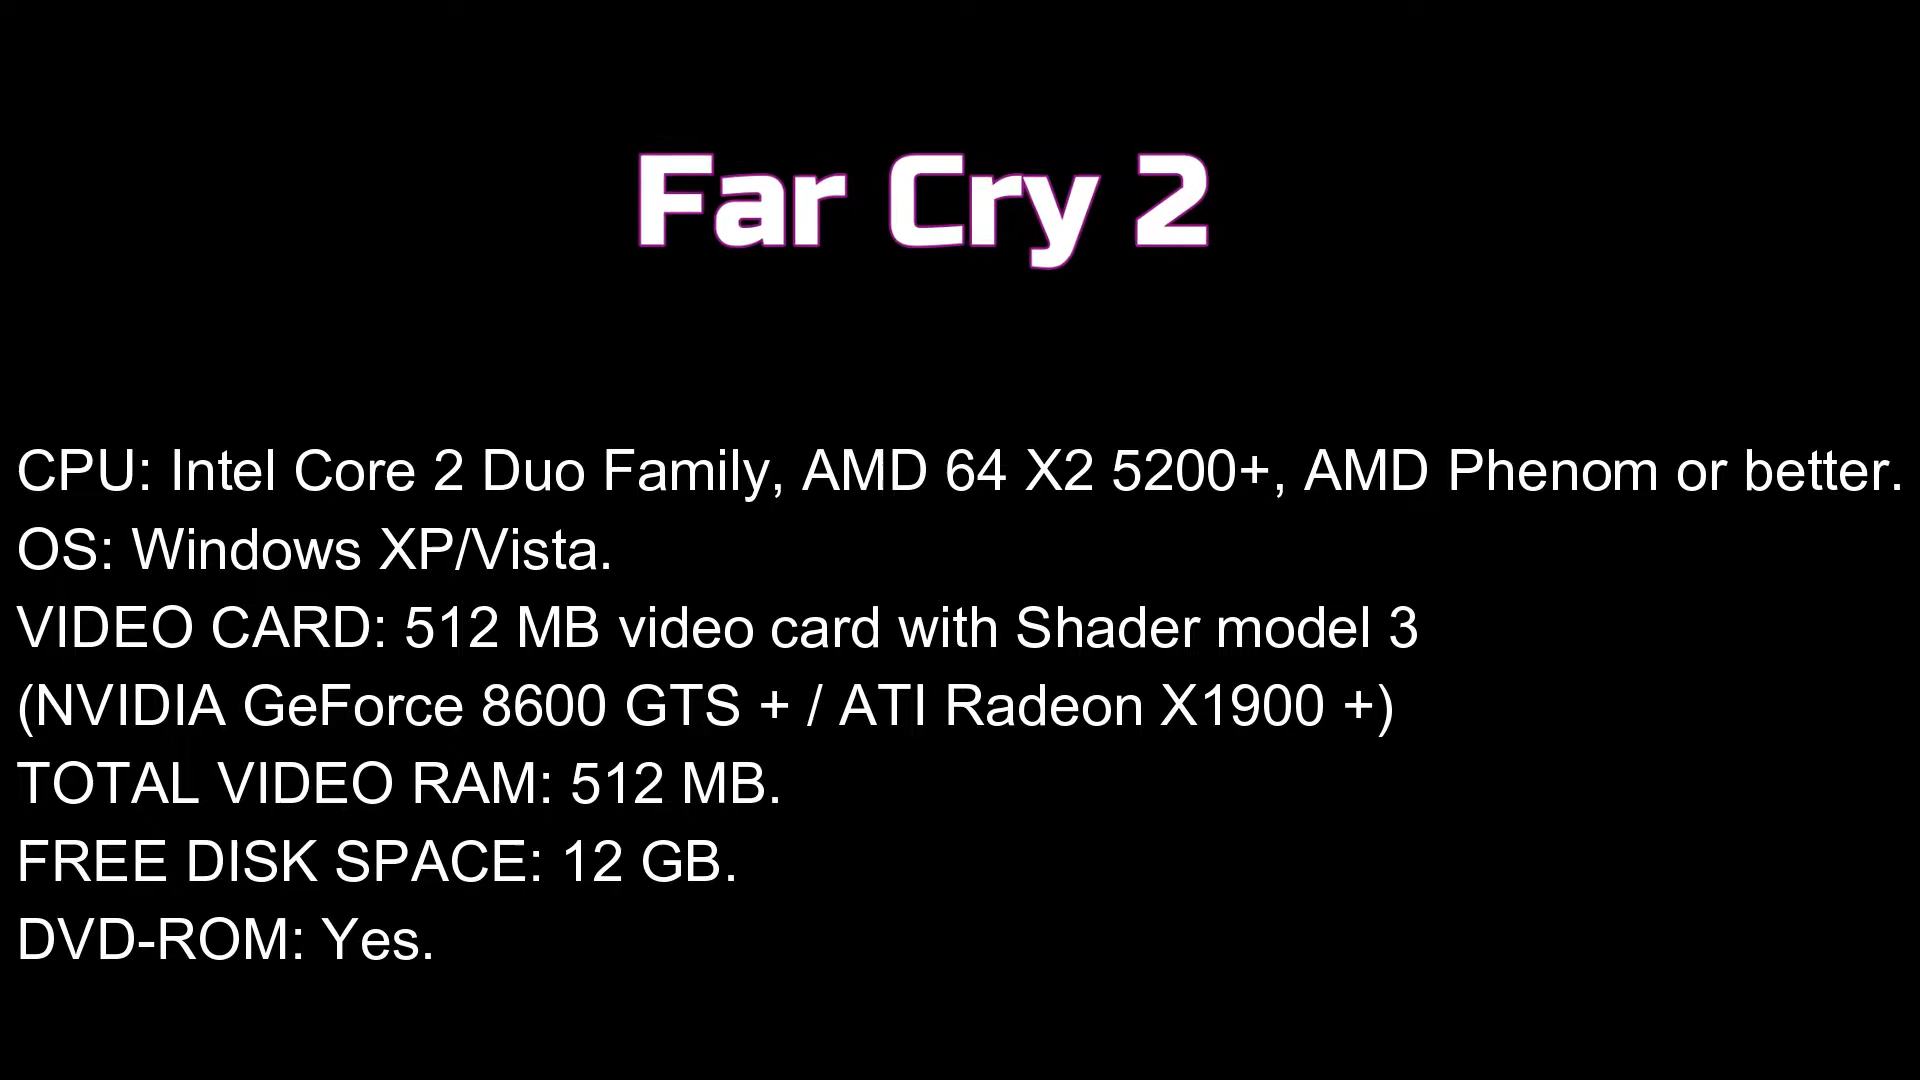 Far Cry 2
CPU: Intel Core 2 Duo Family, AMD 64 X2 5200+, AMD Phenom or better.
OS: Windows XP/Vista.
VIDEO CARD: 512 MB video card with Shader model 3
(NVIDIA GeForce 8600 GTS + / ATI Radeon X1900 +)
TOTAL VIDEO RAM: 512 MB.
FREE DISK SPACE: 12 GB.
DVD-ROM: Yes.